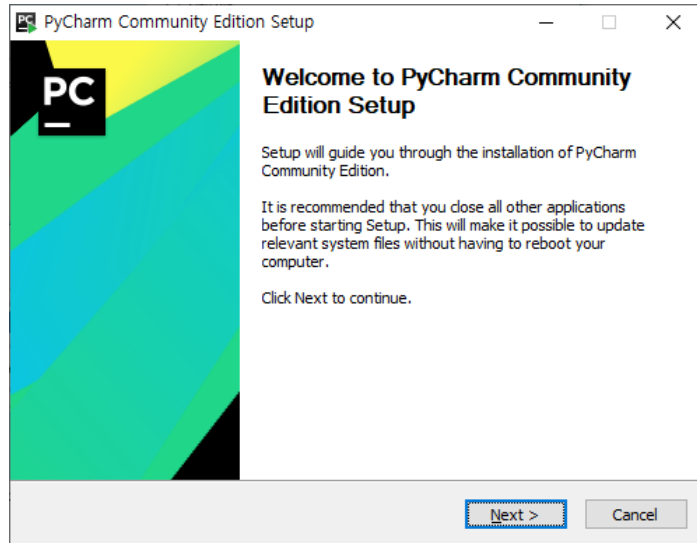 PyCharm Community Edition Setup
PC
Welcome to PyCharm Community
Edition Setup
Setup will guide you through the installation of PyCharm
Community Edition.
It is recommended that you close all other applications
before starting Setup. This will make it possible to update
relevant system files without having to reboot your
computer.
Click Next to continue.
Next >
Cancel